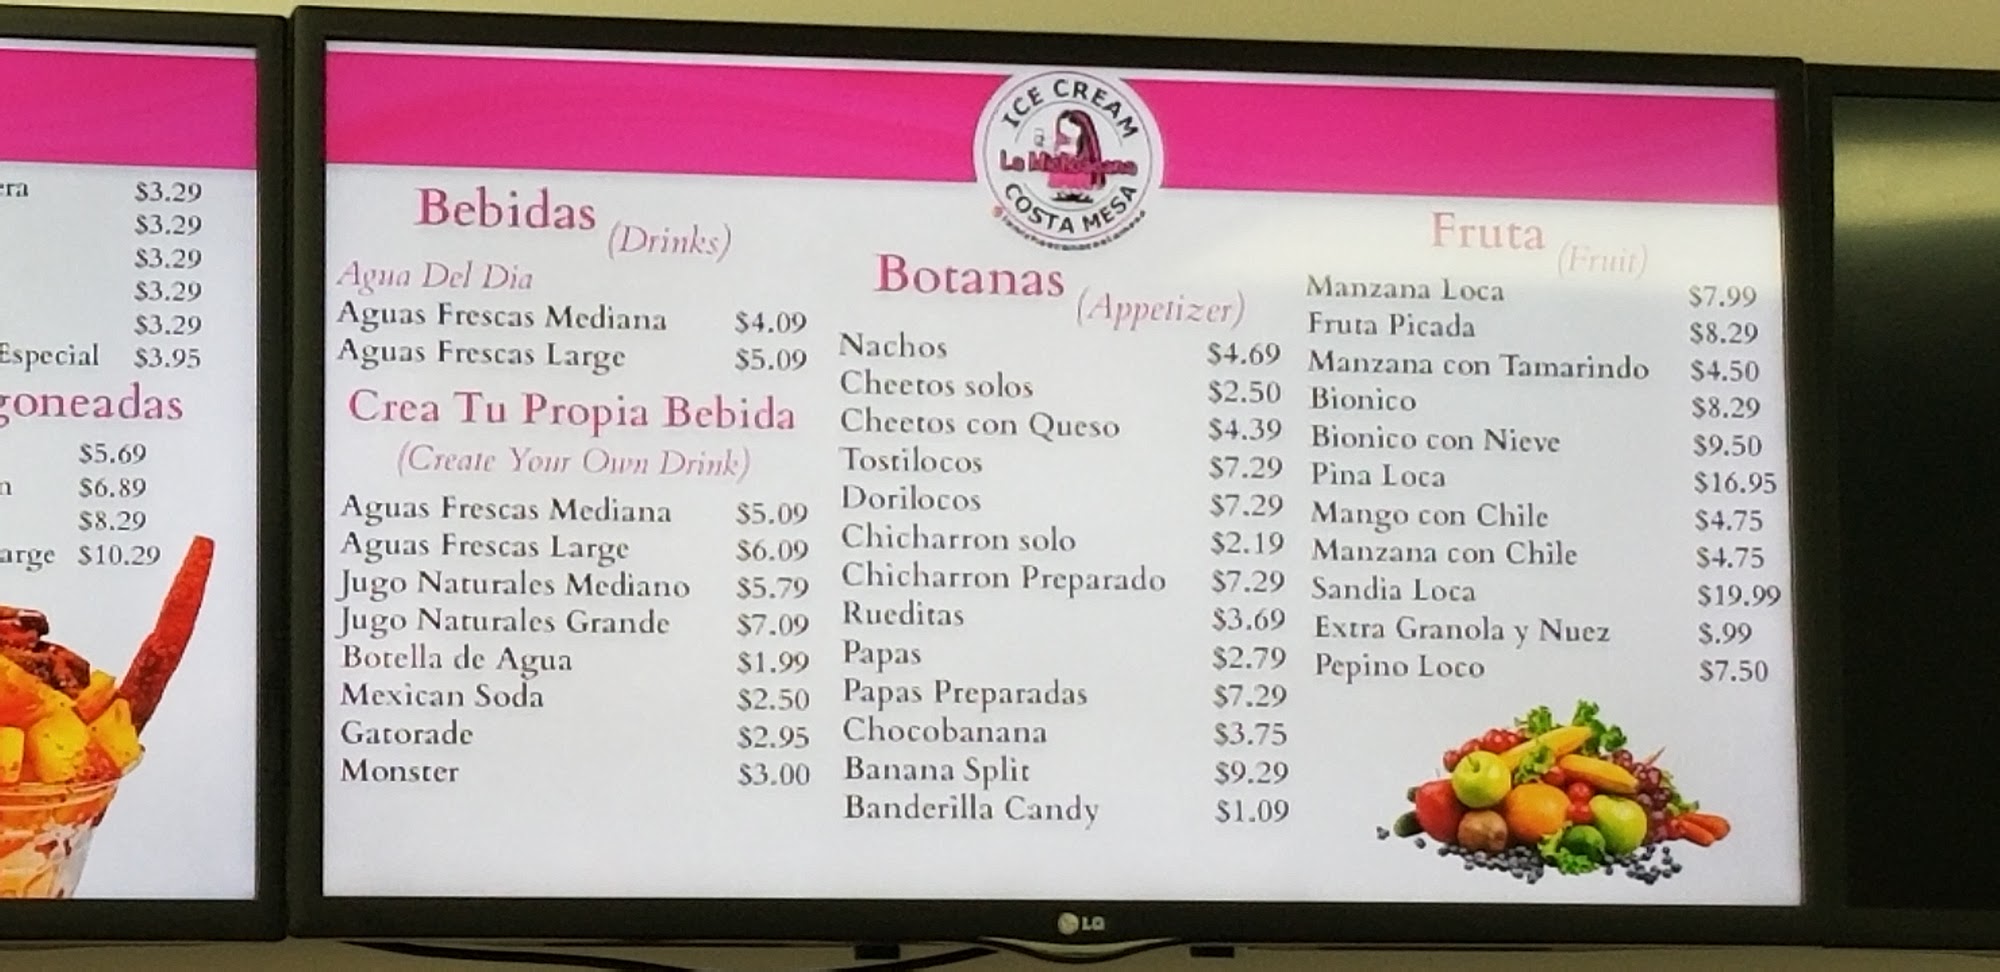 era $3.29
$3.29
$3.29
$3.29
$3.29
Especial $3.95
goneadas
$5.69
n $6.89
$8.29
arge $10.29
ICE CREAM
La Michoacana
COSTA MESA
Bebidas (Drinks)
Agua Del Dia
Aguas Frescas Mediana $4.09
Aguas Frescas Large $5.09
Crea Tu Propia Bebida
(Create Your Own Drink)
Aguas Frescas Mediana $5.09
Aguas Frescas Large $6.09
Jugo Naturales Mediano $5.79
Jugo Naturales Grande $7.09
Botella de Agua $1.99
Mexican Soda $2.50
Gatorade $2.95
Monster $3.00
Botanas (Appetizer)
Nachos $4.69
Cheetos solos $2.50
Cheetos con Queso $4.39
Tostilocos $7.29
Dorilocos $7.29
Chicharron solo $2.19
Chicharron Preparado $7.29
Rueditas $3.69
Papas $2.79
Papas Preparadas $7.29
Chocobanana $3.75
Banana Split $9.29
Banderilla Candy $1.09
Fruta (Fruit)
Manzana Loca $7.99
Fruta Picada $8.29
Manzana con Tamarindo $4.50
Bionico $8.29
Bionico con Nieve $9.50
Pina Loca $16.95
Mango con Chile $4.75
Manzana con Chile $4.75
Sandia Loca $19.99
Extra Granola y Nuez $.99
Pepino Loco $7.50
LG